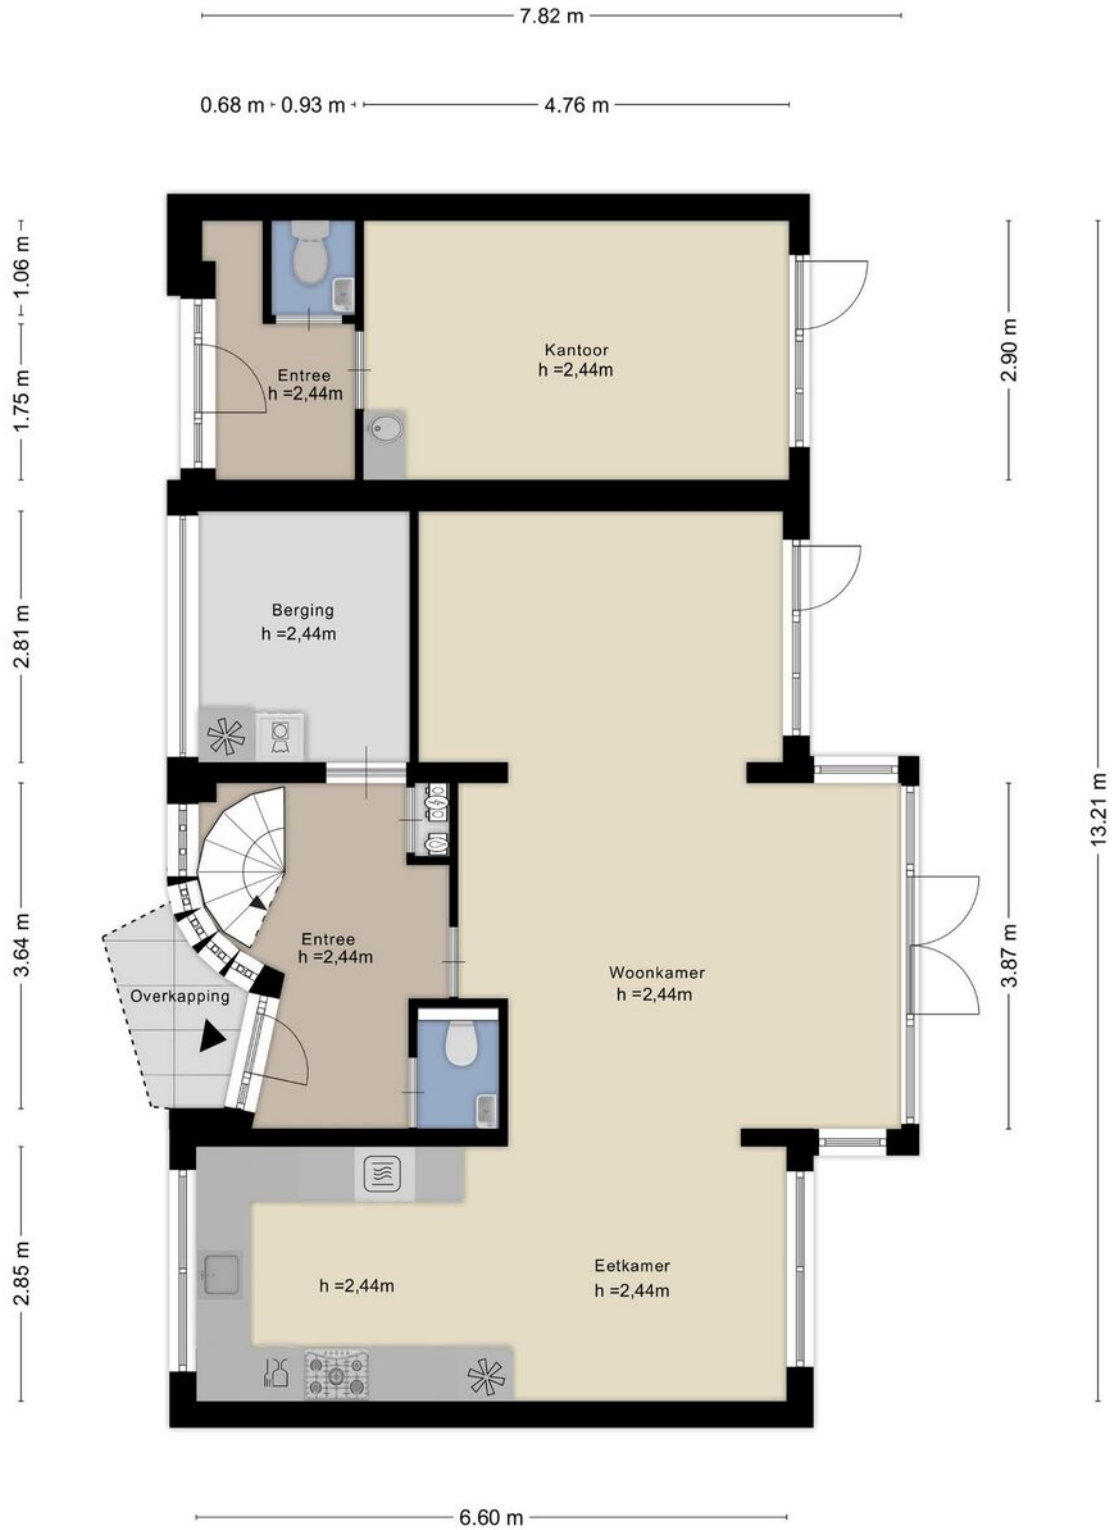 7.82 m
0.68 m
0.93 m
4.76 m
1.06 m
1.75 m
2.90 m
Kantoor
h =2,44m
Entree
h =2,44m
2.81 m
Berging
h =2,44m
13.21 m
3.64 m
Entree
h =2,44m
3.87 m
Woonkamer
h =2,44m
Overkapping
2.85 m
Eetkamer
h =2,44m
h =2,44m
6.60 m